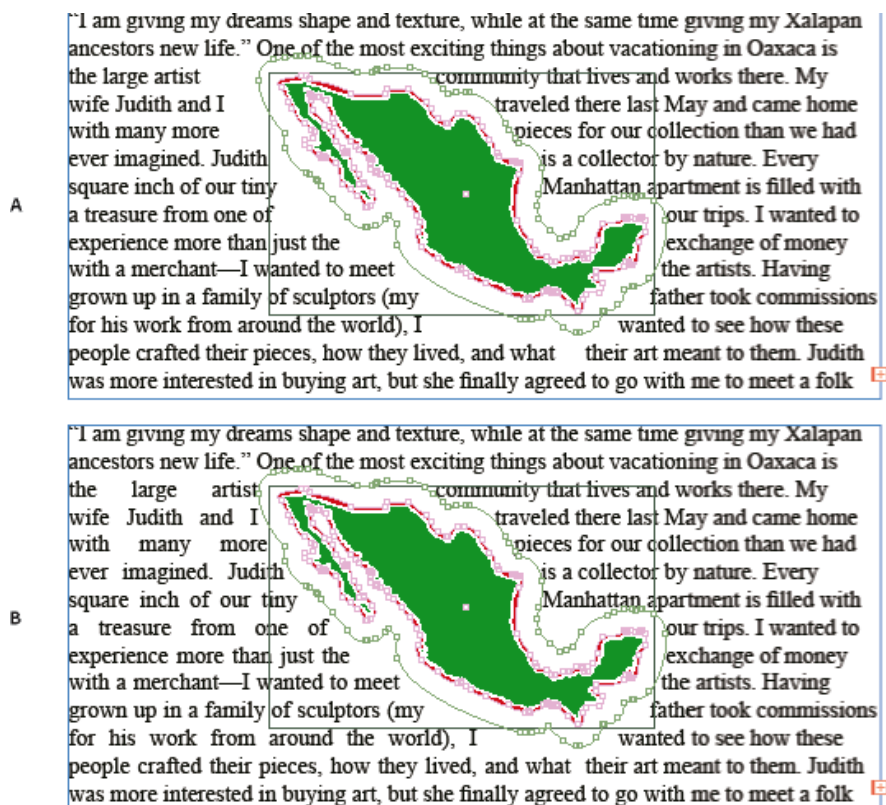 "I am giving my dreams shape and texture, while at the same time giving my Xalapan
ancestors new life." One of the most exciting things about vacationing in Oaxaca is
the large artist community that lives and works there. My
wife Judith and I traveled there last May and came home
with many more pieces for our collection than we had
ever imagined. Judith is a collector by nature. Every
square inch of our tiny Manhattan apartment is filled with
A
a treasure from one of our trips. I wanted to
experience more than just the exchange of money
with a merchant—I wanted to meet the artists. Having
grown up in a family of sculptors (my father took commissions
for his work from around the world), I wanted to see how these
people crafted their pieces, how they lived, and what their art meant to them. Judith
was more interested in buying art, but she finally agreed to go with me to meet a folk
"I am giving my dreams shape and texture, while at the same time giving my Xalapan
ancestors new life." One of the most exciting things about vacationing in Oaxaca is
the large artist community that lives and works there. My
wife Judith and I traveled there last May and came home
with many more pieces for our collection than we had
ever imagined. Judith is a collector by nature. Every
square inch of our tiny Manhattan apartment is filled with
B
a treasure from one of our trips. I wanted to
experience more than just the exchange of money
with a merchant—I wanted to meet the artists. Having
grown up in a family of sculptors (my father took commissions
for his work from around the world), I wanted to see how these
people crafted their pieces, how they lived, and what their art meant to them. Judith
was more interested in buying art, but she finally agreed to go with me to meet a folk